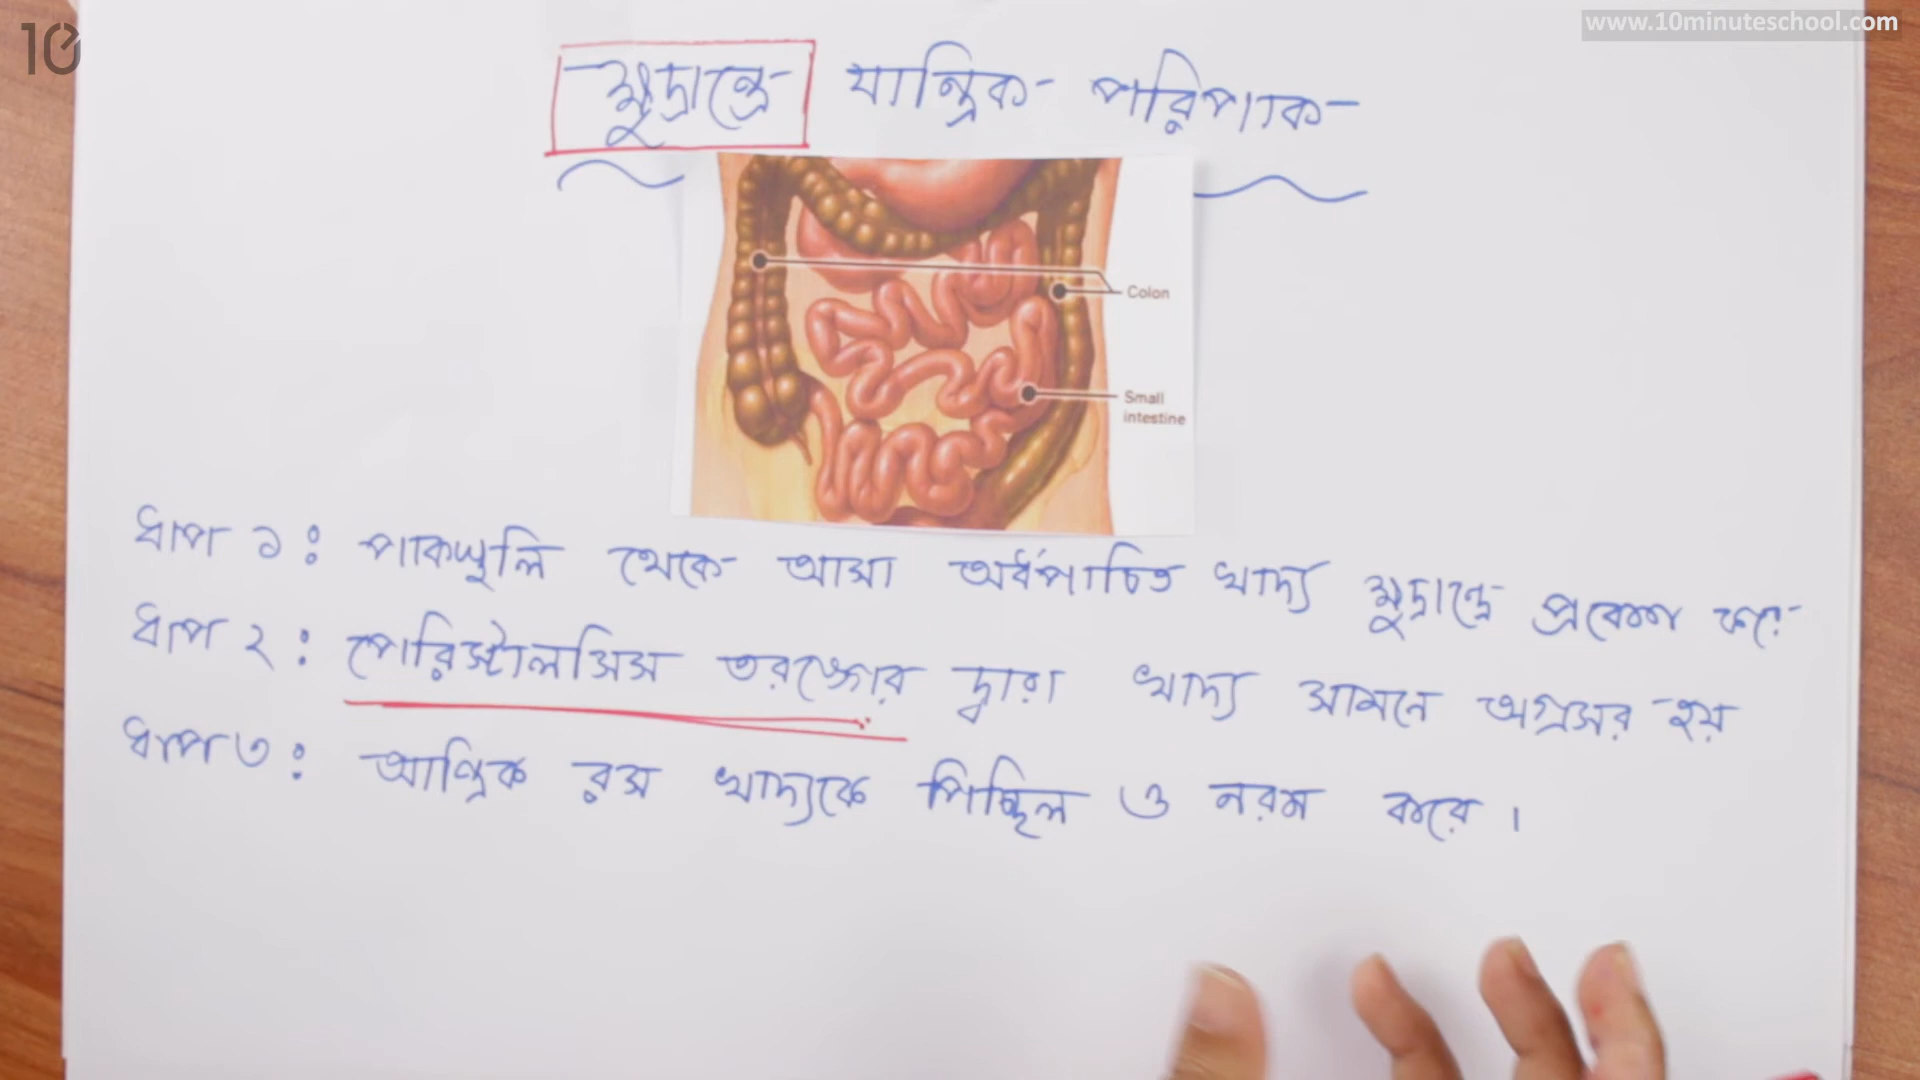 10
www.10minuteschool.com
ক্ষুদ্রান্ত্রে যান্ত্রিক পরিপাক
Colon
Small
intestine
ধাপ ১ : পাকস্থলি থেকে আসা অর্ধপাচিত খাদ্য ক্ষুদ্রান্ত্রে প্রবেশ করে
ধাপ ২ : পেরিস্টালসিস তরঙ্গের দ্বারা খাদ্য সামনে অগ্রসর হয়
ধাপ ৩ : আন্ত্রিক রস খাদ্যকে পিচ্ছিল ও নরম করে ।